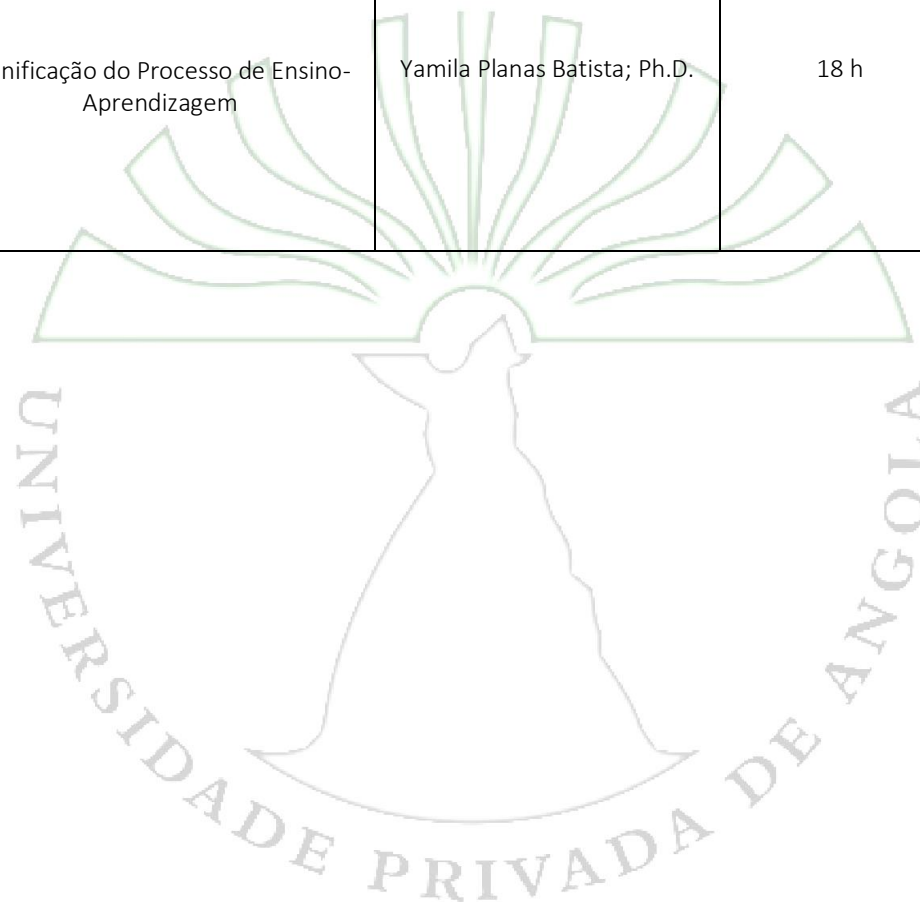 nificação do Processo de Ensino-
Aprendizagem
Yamila Planas Batista; Ph.D.
18 h
UNIVERSIDADE PRIVADA DE ANGOLA